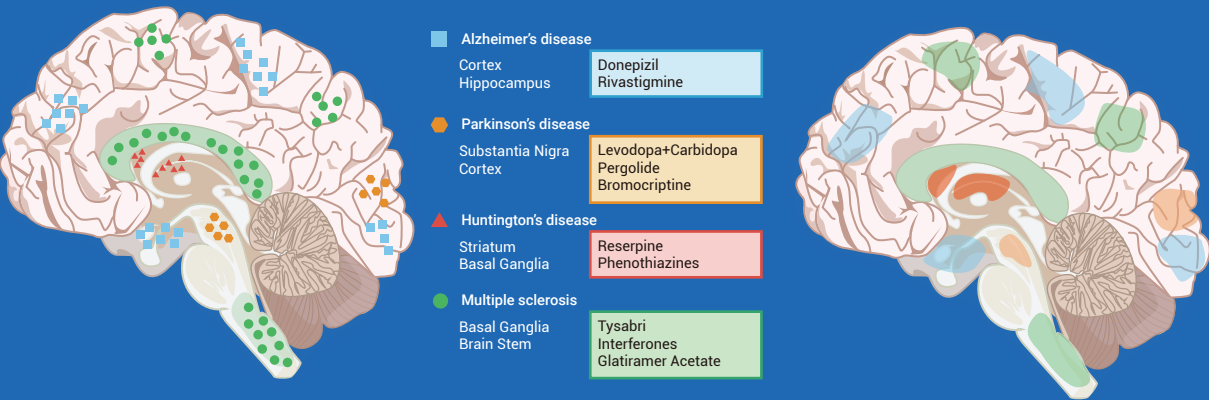 Alzheimer's disease
Cortex
Hippocampus
Donepizil
Rivastigmine
Parkinson's disease
Substantia Nigra
Cortex
Levodopa+Carbidopa
Pergolide
Bromocriptine
Huntington's disease
Striatum
Basal Ganglia
Reserpine
Phenothiazines
Multiple sclerosis
Basal Ganglia
Brain Stem
Tysabri
Interferones
Glatiramer Acetate